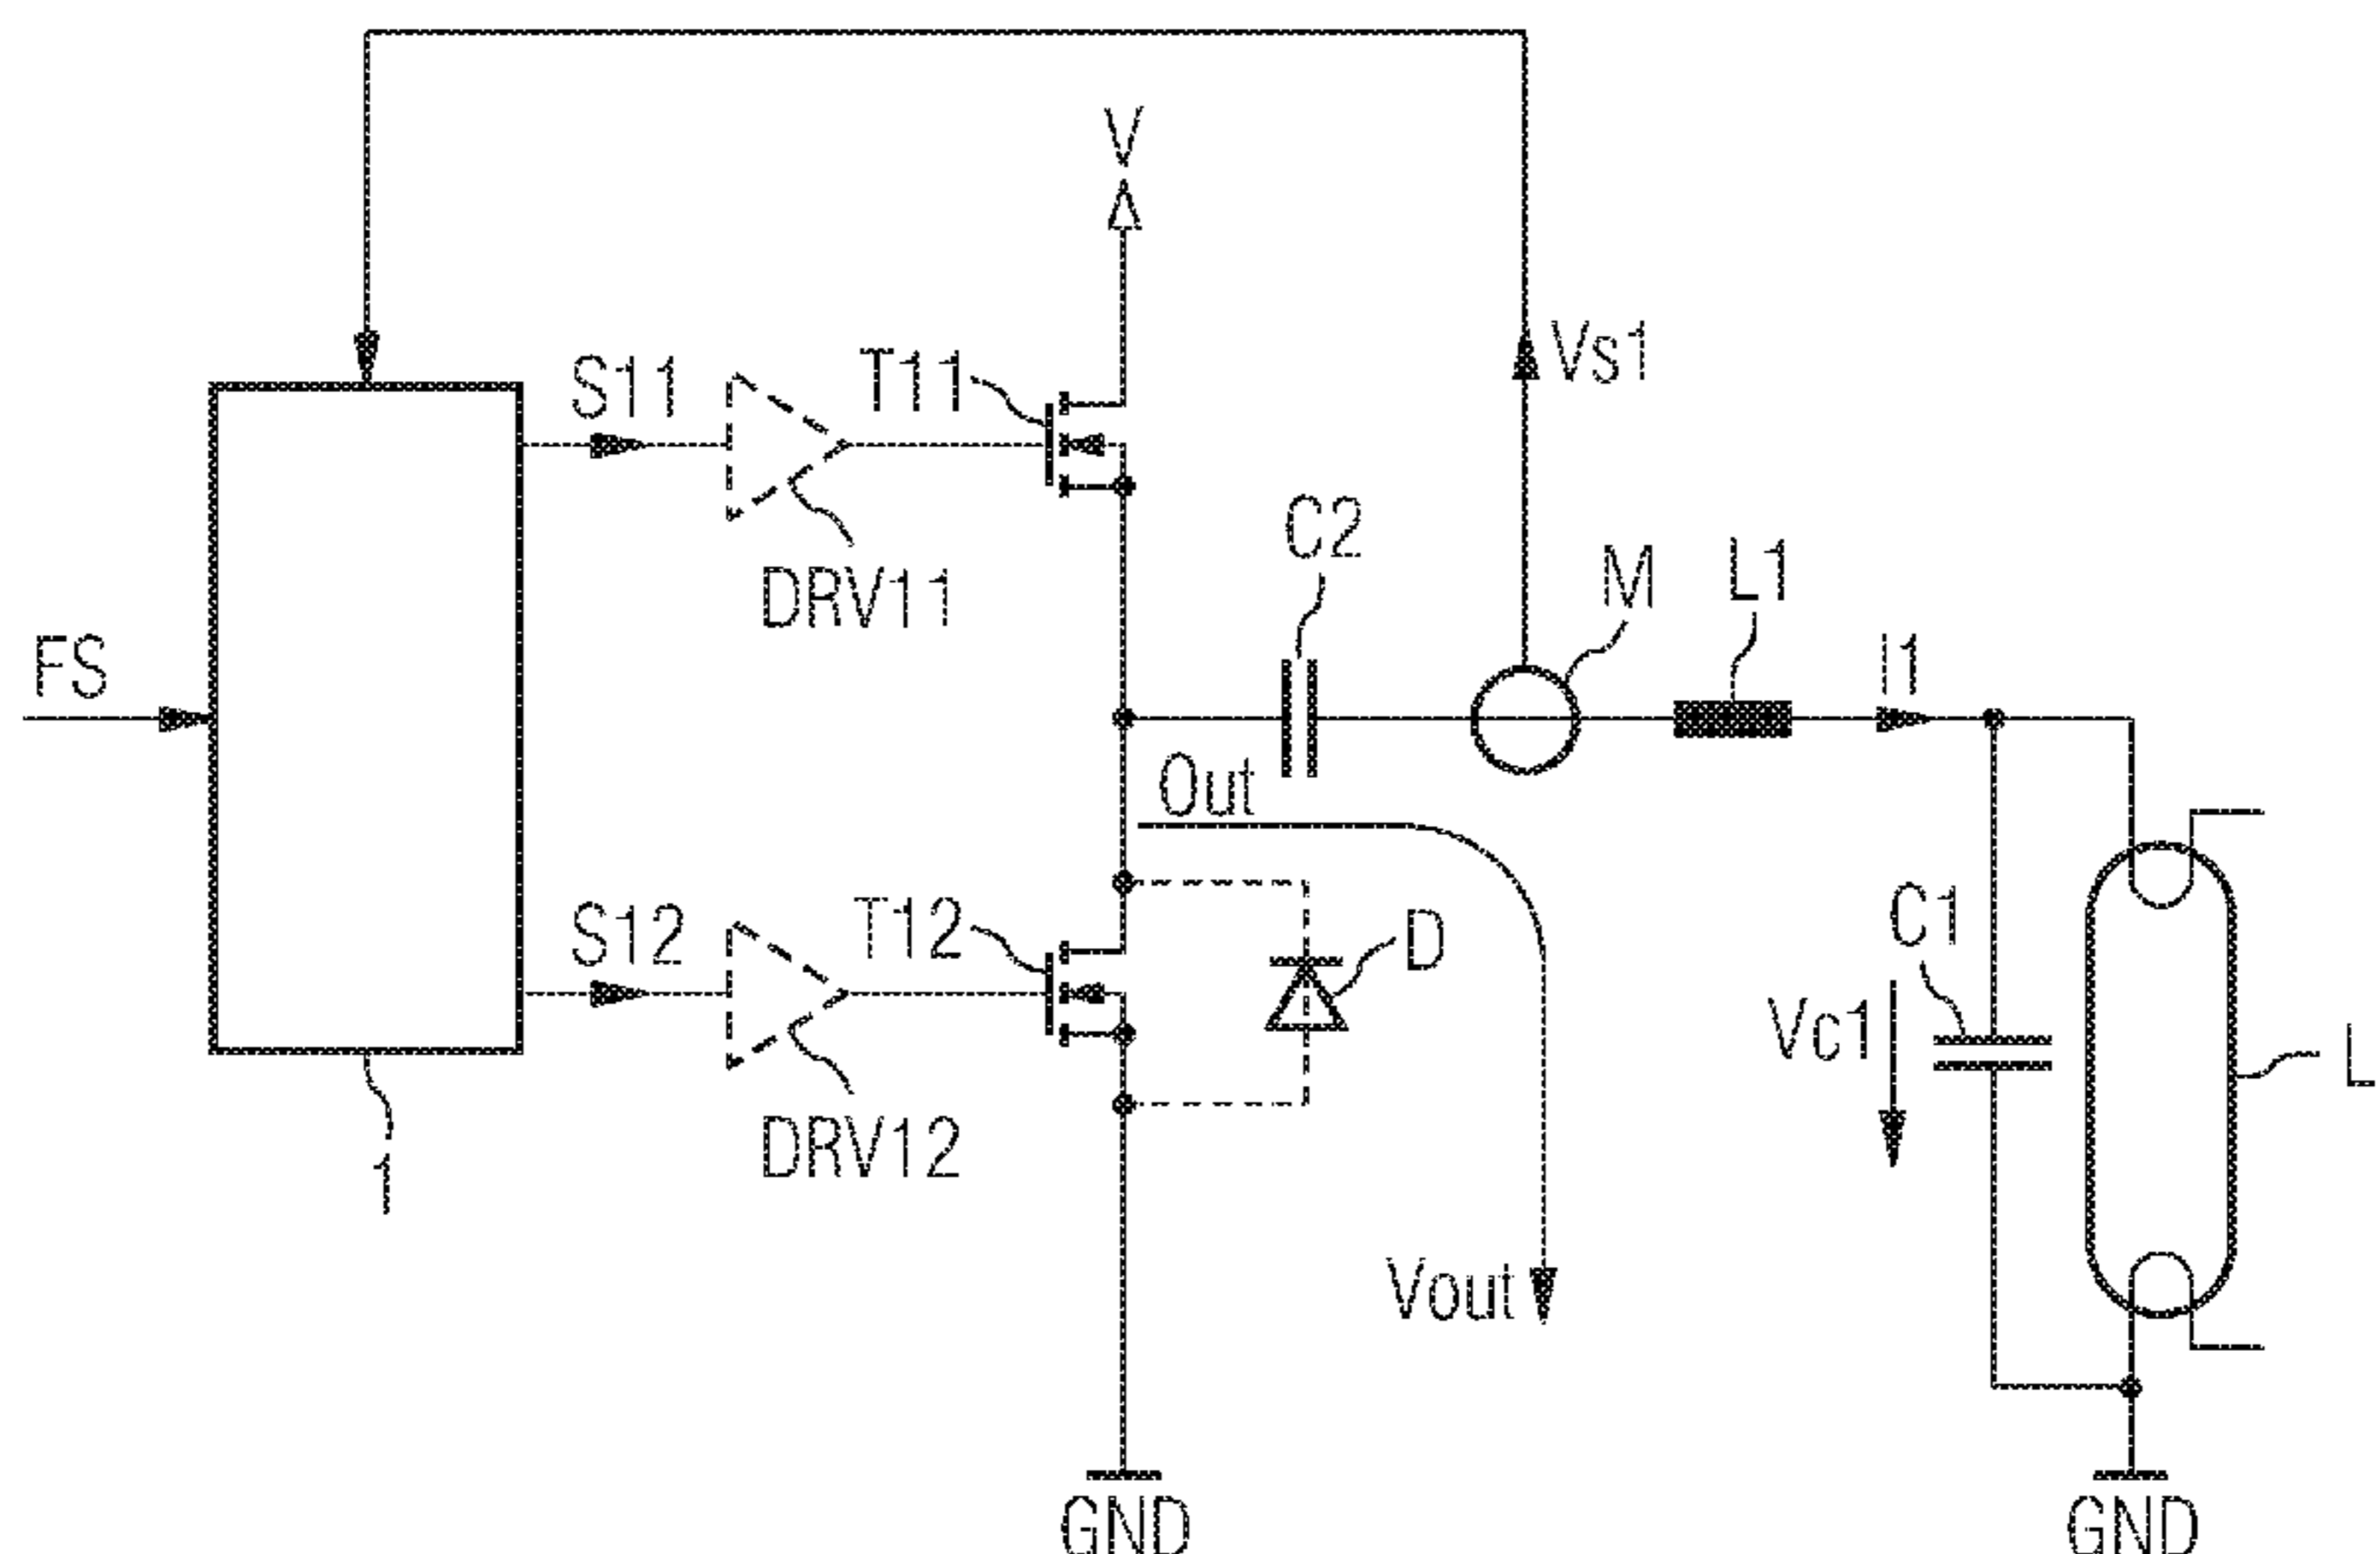 V
S11
T11
Vs1
DRV11
C2
M
L1
I1
FS
Out
S12
T12
D
C1
Vc1
L
DRV12
1
Vout
GND
GND